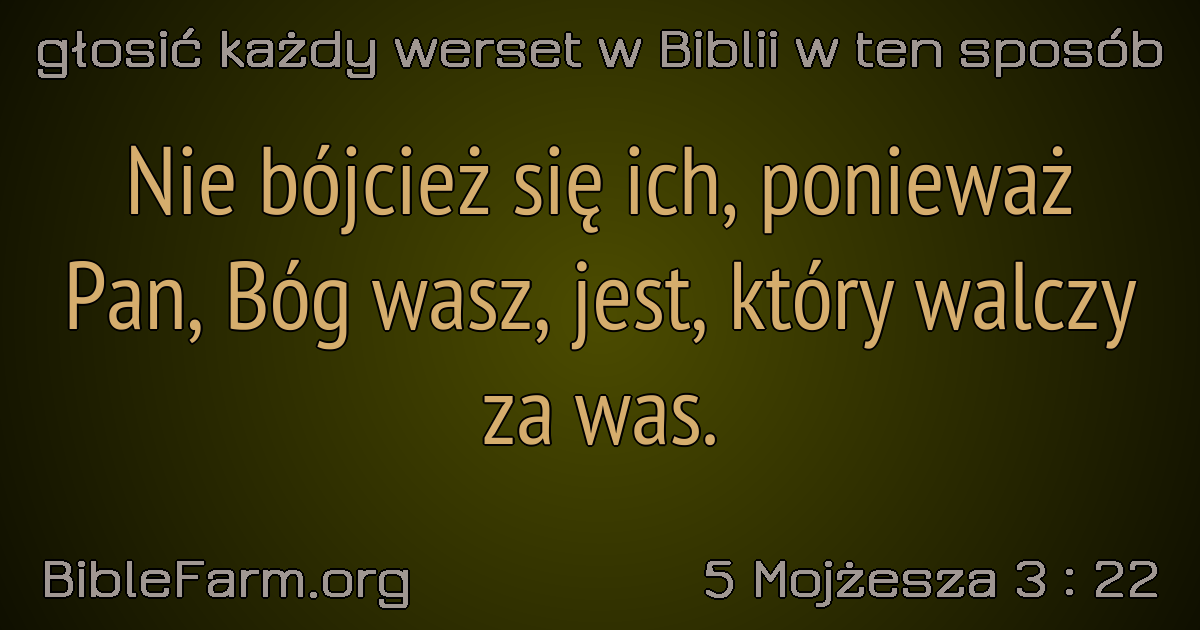 głosić każdy werset w Biblii w ten sposób
Nie bójcież się ich, ponieważ
Pan, Bóg wasz, jest, który walczy
za was.
BibleFarm.org
5 Mojżesza 3 : 22